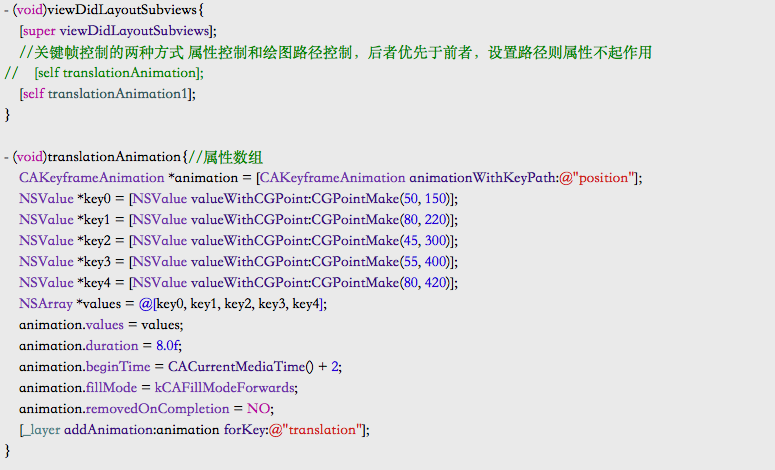 - (void)viewDidLayoutSubviews{
[super viewDidLayoutSubviews];
//关键帧控制的两种方式 属性控制和绘图路径控制，后者优先于前者，设置路径则属性不起作用
// [self translationAnimation];
[self translationAnimation1];
}
- (void)translationAnimation{//属性数组
CAKeyframeAnimation *animation = [CAKeyframeAnimation animationWithKeyPath:@"position"];
NSValue *key0 = [NSValue valueWithCGPoint:CGPointMake(50, 150)];
NSValue *key1 = [NSValue valueWithCGPoint:CGPointMake(80, 220)];
NSValue *key2 = [NSValue valueWithCGPoint:CGPointMake(45, 300)];
NSValue *key3 = [NSValue valueWithCGPoint:CGPointMake(55, 400)];
NSValue *key4 = [NSValue valueWithCGPoint:CGPointMake(80, 420)];
NSArray *values = @[key0, key1, key2, key3, key4];
animation.values = values;
animation.duration = 8.0f;
animation.beginTime = CACurrentMediaTime() + 2;
animation.fillMode = kCAFillModeForwards;
animation.removedOnCompletion = NO;
[_layer addAnimation:animation forKey:@"translation"];
}